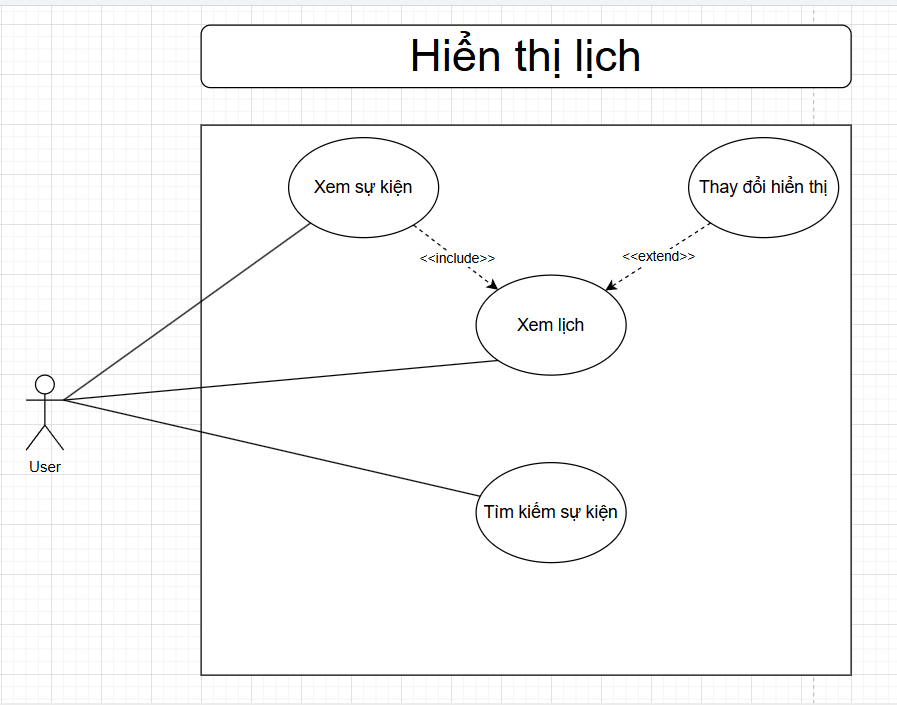 Hiển thị lịch
Xem sự kiện
Thay đổi hiển thị
<<include>>
<<extend>>
Xem lịch
User
Tìm kiếm sự kiện